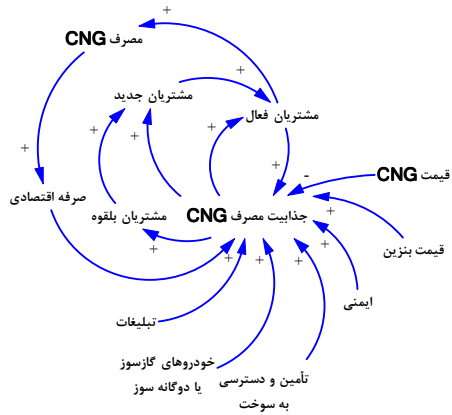 مصرف CNG
مشتریان جدید
مشتریان فعال
قیمت CNG
صرفه اقتصادی
مشتریان بلقوه
جذابیت مصرف CNG
قیمت بنزین
ایمنی
تبلیغات
خودروهای گازسوز
یا دوگانه سوز
تأمین و دسترسی
به سوخت